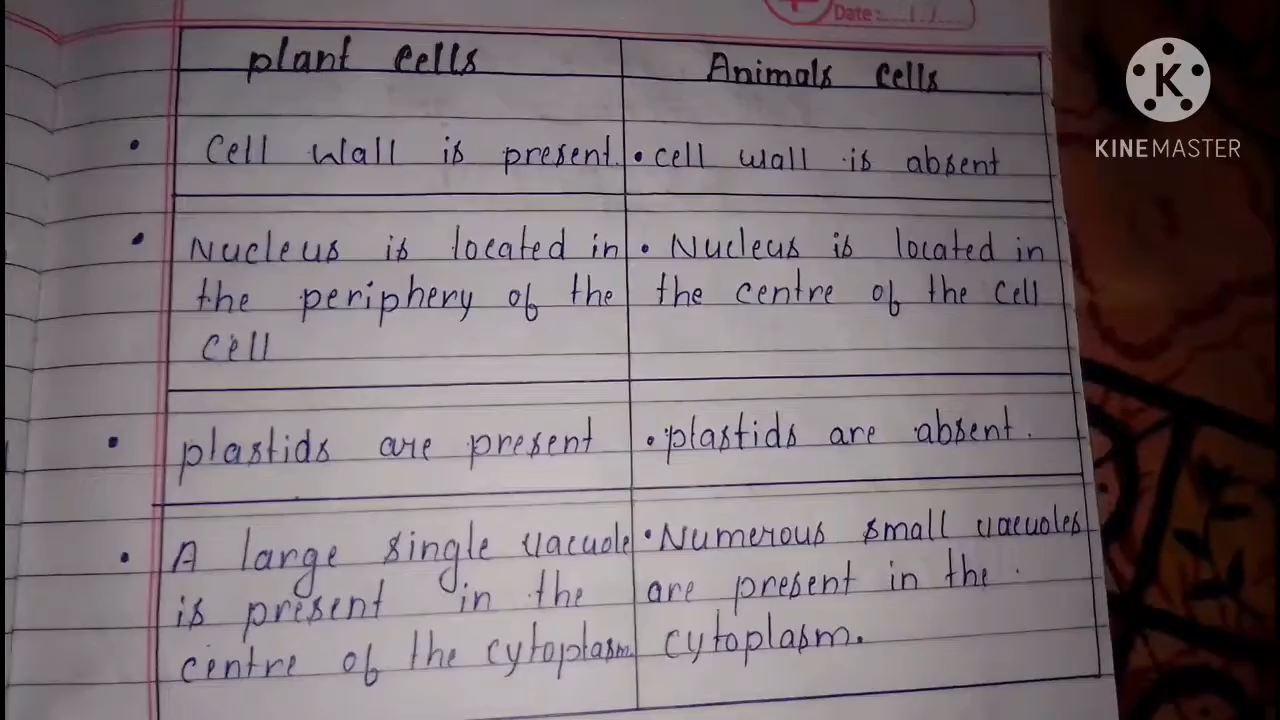 Date:.../.../...
plant cells
Animals cells
• Cell wall is present
• cell wall is absent
• Nucleus is located in
the periphery of the
cell
• Nucleus is located in
the centre of the cell
• plastids are present
• plastids are absent.
• A large single vacuole
is present in the
centre of the cytoplasm
• Numerous small vacuoles
are present in the
cytoplasm.
KINEMASTER